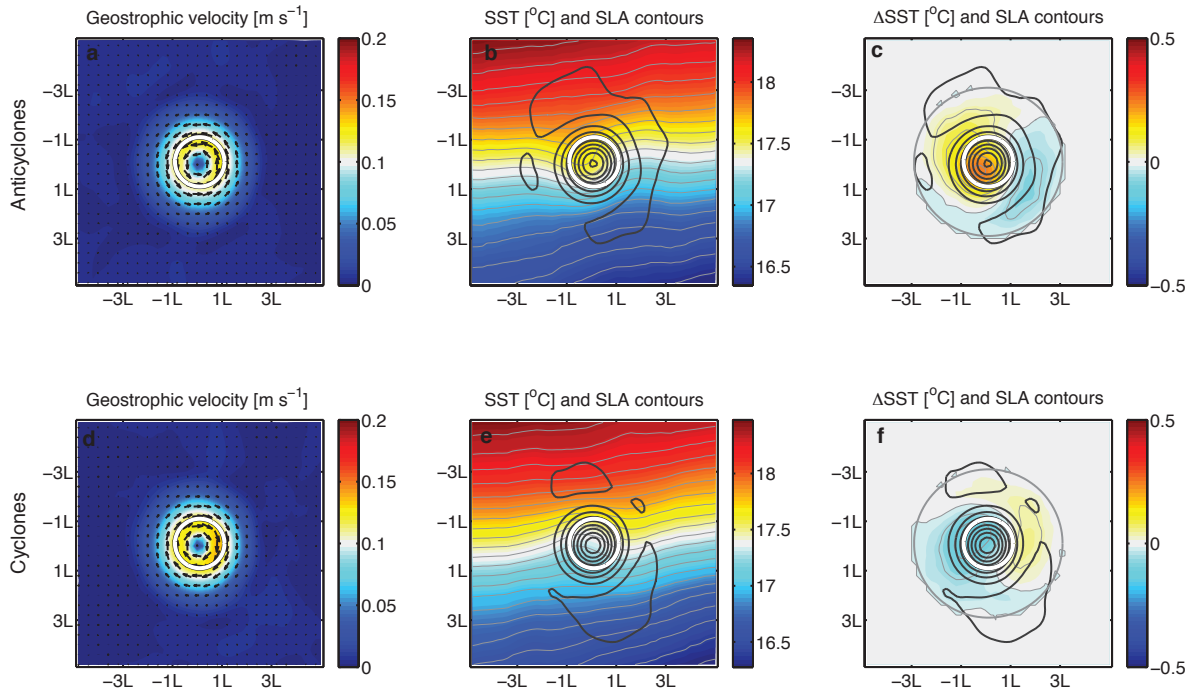 Geostrophic velocity [m s⁻¹]
SST [°C] and SLA contours
ΔSST [°C] and SLA contours
Anticyclones
a
−3L
−1L
1L
3L
−3L −1L 1L 3L
0.2
0.15
0.1
0.05
0
b
−3L
−1L
1L
3L
−3L −1L 1L 3L
18
17.5
17
16.5
c
−3L
−1L
1L
3L
−3L −1L 1L 3L
0.5
0
−0.5
Geostrophic velocity [m s⁻¹]
SST [°C] and SLA contours
ΔSST [°C] and SLA contours
Cyclones
d
−3L
−1L
1L
3L
−3L −1L 1L 3L
0.2
0.15
0.1
0.05
0
e
−3L
−1L
1L
3L
−3L −1L 1L 3L
18
17.5
17
16.5
f
−3L
−1L
1L
3L
−3L −1L 1L 3L
0.5
0
−0.5